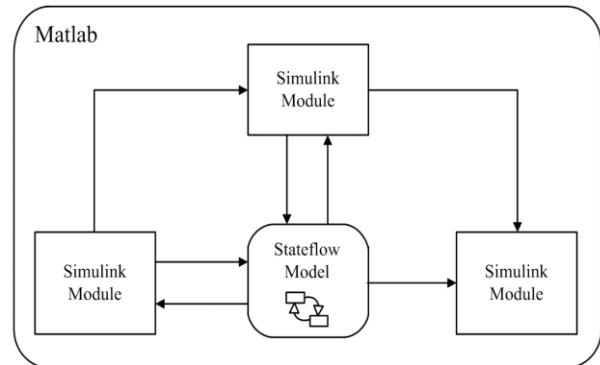 Matlab
Simulink
Module
Simulink
Module
Stateflow
Model
Simulink
Module